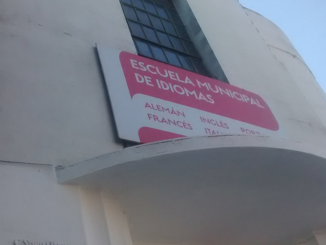 ESCUELA MUNICIPAL
DE IDIOMAS
ALEMÁN INGLÉS
FRANCÉS